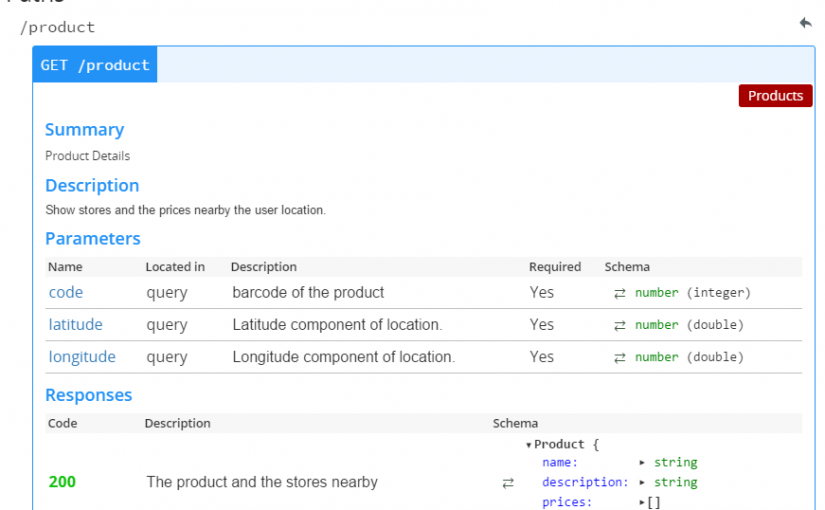 Paths
/product
GET /product
Products
Summary
Product Details
Description
Show stores and the prices nearby the user location.
Parameters
Name Located in Description Required Schema
code query barcode of the product Yes ⇄ number (integer)
latitude query Latitude component of location. Yes ⇄ number (double)
longitude query Longitude component of location. Yes ⇄ number (double)
Responses
Code Description Schema
▾Product {
name: ▸ string
200 The product and the stores nearby ⇄ description: ▸ string
prices: ▸[]